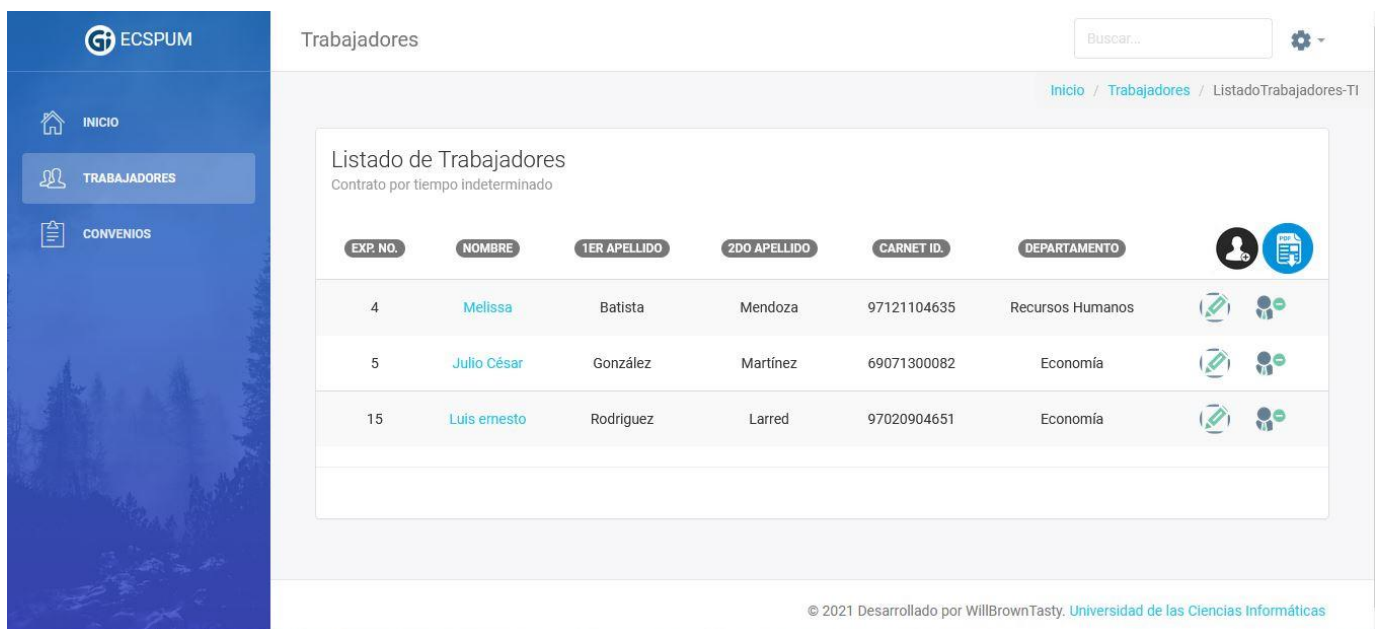 ECSPUM
INICIO
TRABAJADORES
CONVENIOS
Trabajadores
Buscar...
Inicio / Trabajadores / ListadoTrabajadores-TI
Listado de Trabajadores
Contrato por tiempo indeterminado
EXP. NO. NOMBRE 1ER APELLIDO 2DO APELLIDO CARNET ID. DEPARTAMENTO PDF
4 Melissa Batista Mendoza 97121104635 Recursos Humanos
5 Julio César González Martínez 69071300082 Economía
15 Luis ernesto Rodriguez Larred 97020904651 Economía
© 2021 Desarrollado por WillBrownTasty. Universidad de las Ciencias Informáticas